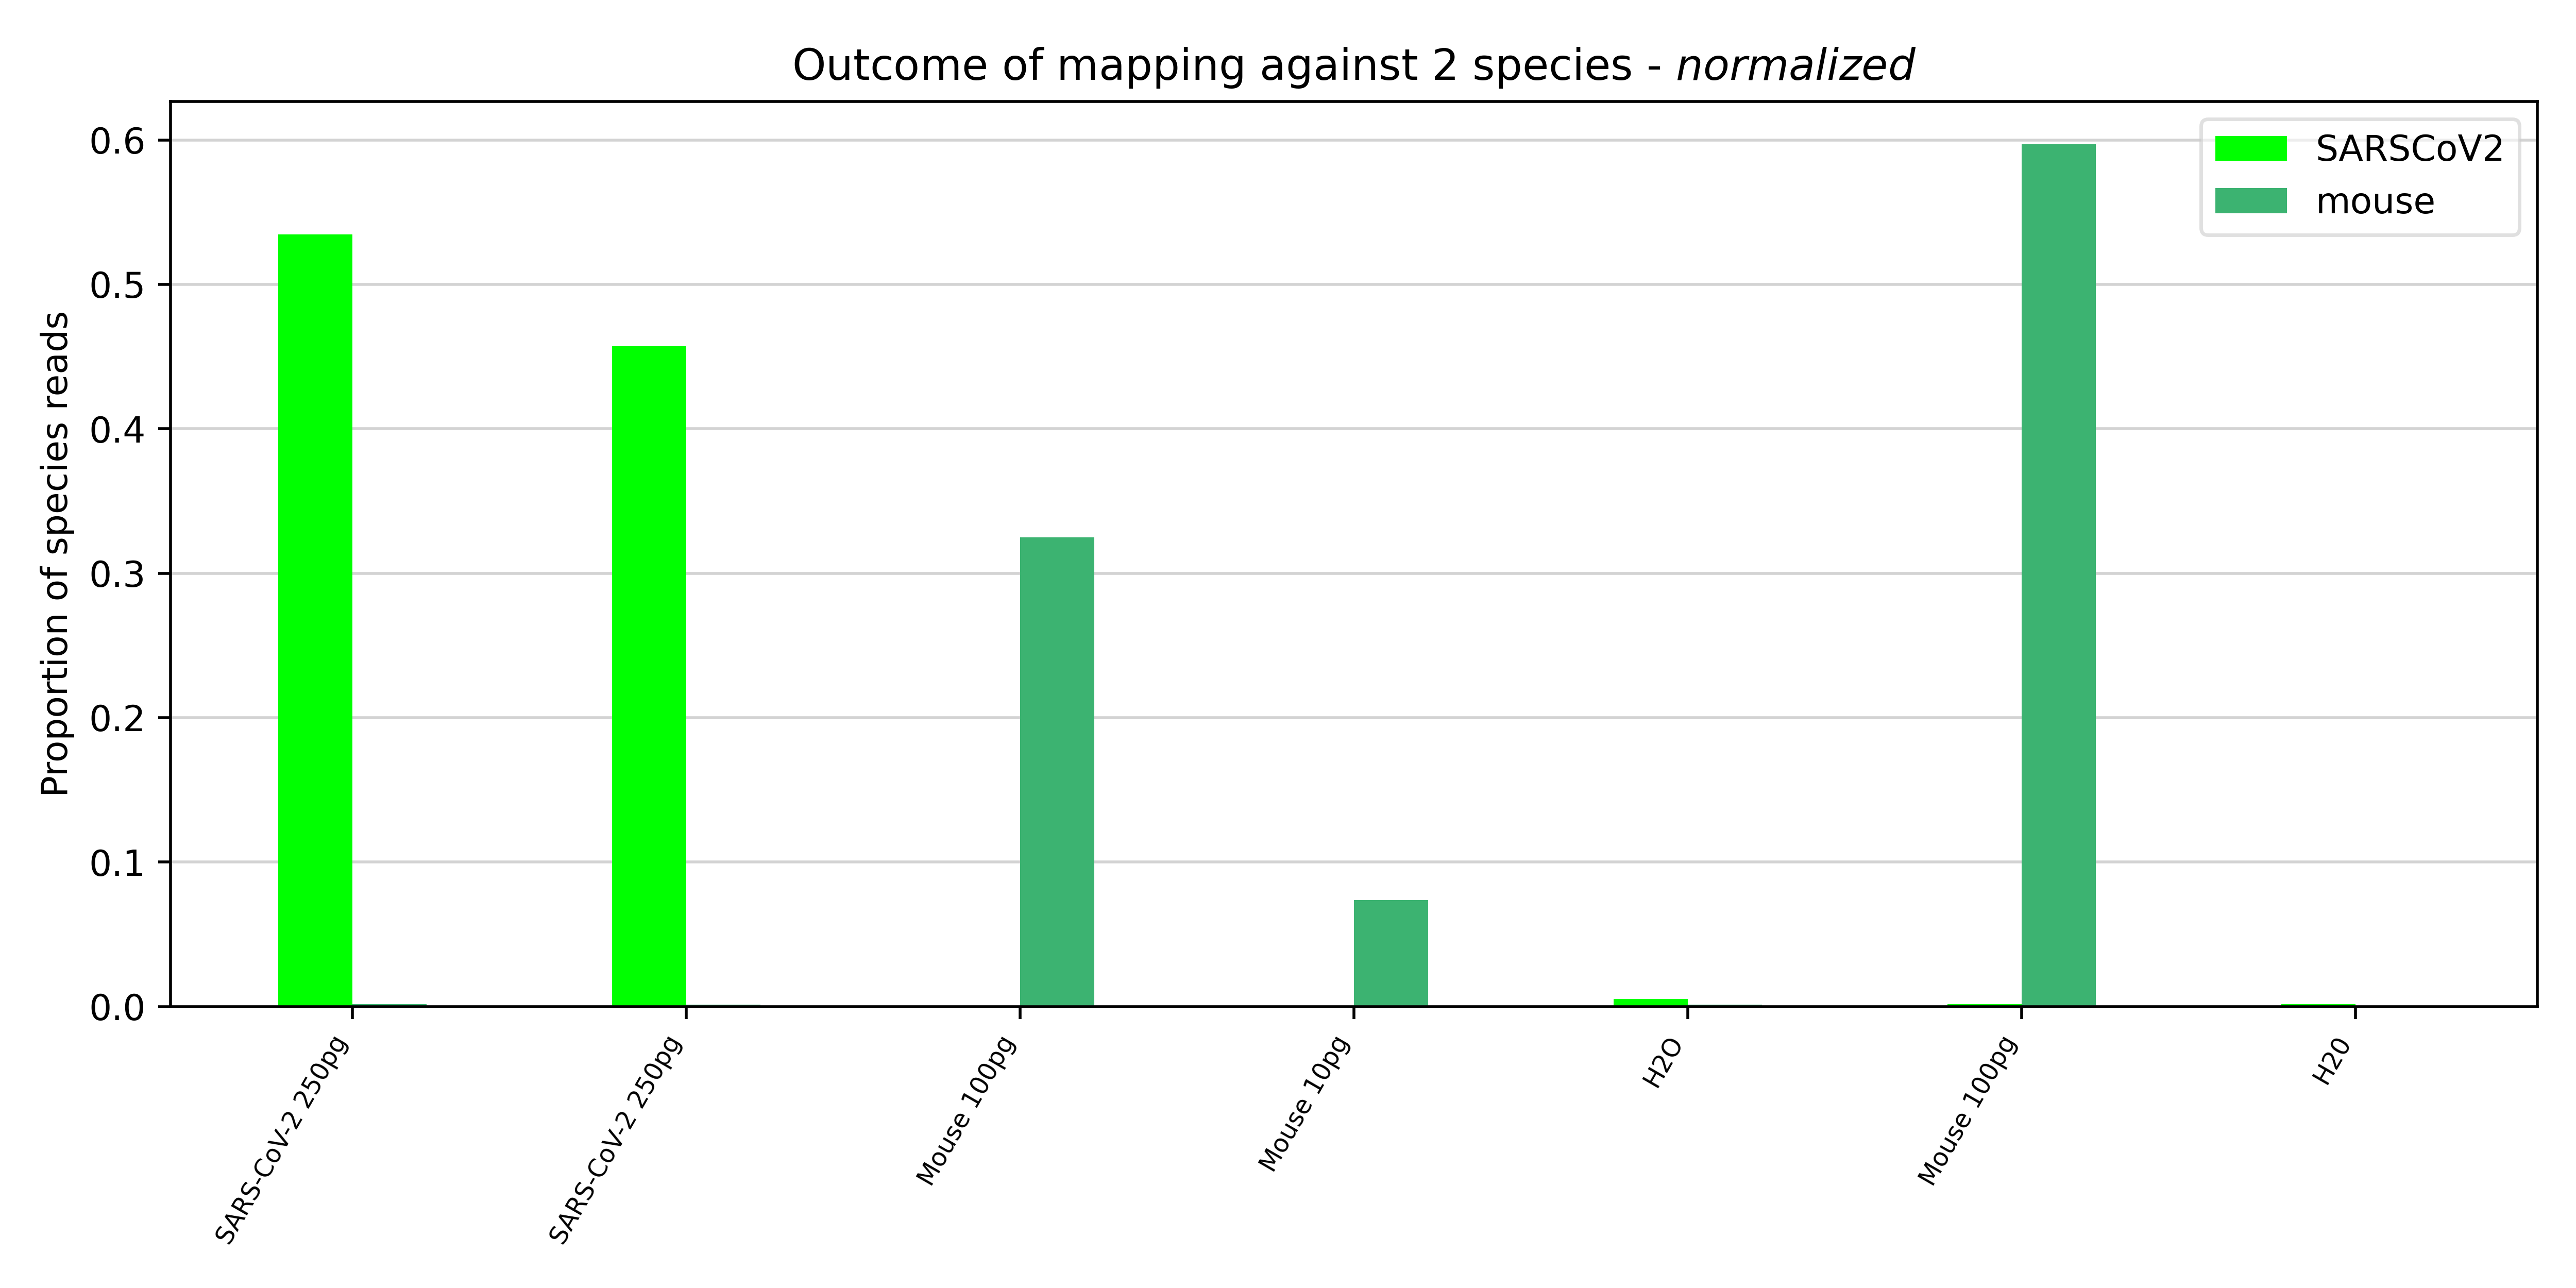 Outcome of mapping against 2 species - normalized
Proportion of species reads
0.6
0.5
0.4
0.3
0.2
0.1
0.0
SARSCoV2
mouse
SARS-CoV-2 250pg
SARS-CoV-2 250pg
Mouse 100pg
Mouse 10pg
H2O
Mouse 100pg
H20